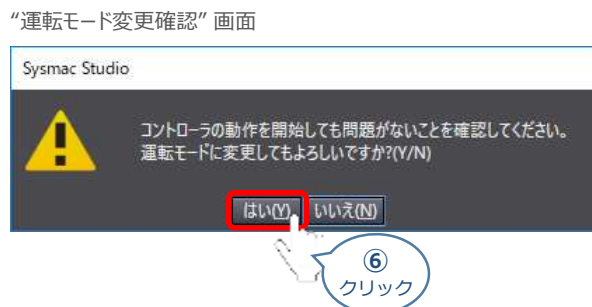 “運転モード変更確認” 画面
Sysmac Studio
コントローラの動作を開始しても問題がないことを確認してください。
運転モードに変更してもよろしいですか?(Y/N)
はい(Y) いいえ(N)
⑥
クリック